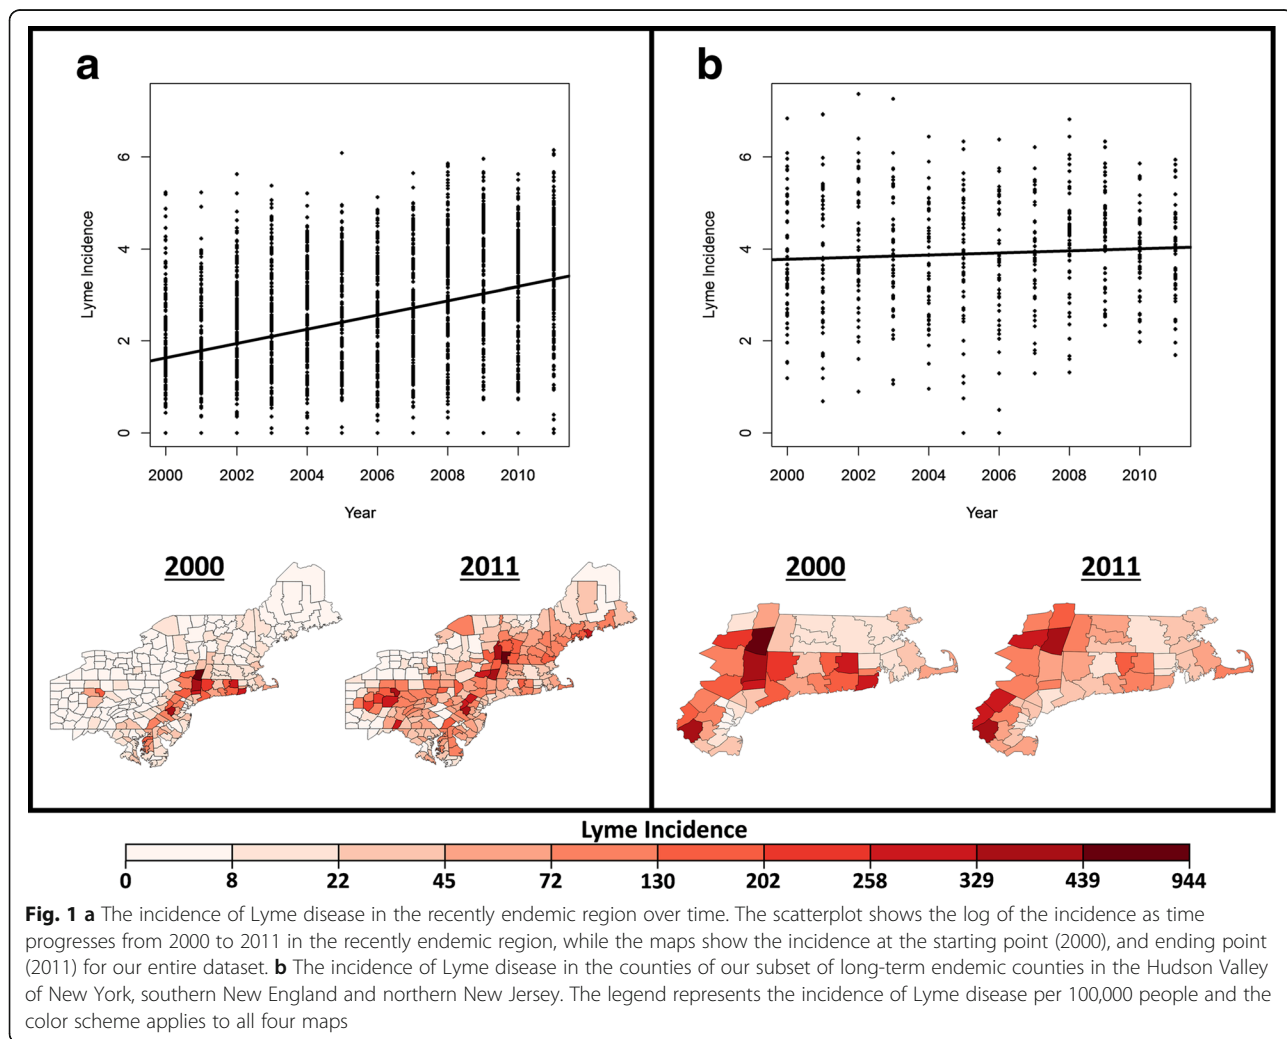 a
b
6
4
2
0
Lyme Incidence
2000 2002 2004 2006 2008 2010
Year
6
4
2
0
Lyme Incidence
2000 2002 2004 2006 2008 2010
Year
2000
2011
2000
2011
Lyme Incidence
0 8 22 45 72 130 202 258 329 439 944
Fig. 1 a The incidence of Lyme disease in the recently endemic region over time. The scatterplot shows the log of the incidence as time
progresses from 2000 to 2011 in the recently endemic region, while the maps show the incidence at the starting point (2000), and ending point
(2011) for our entire dataset. b The incidence of Lyme disease in the counties of our subset of long-term endemic counties in the Hudson Valley
of New York, southern New England and northern New Jersey. The legend represents the incidence of Lyme disease per 100,000 people and the
color scheme applies to all four maps